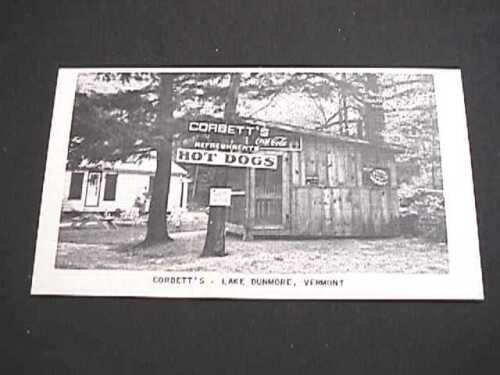 CORBETT'S
Coca-Cola
REFRESHMENTS
HOT DOGS
CORBETT'S - LAKE DUNMORE, VERMONT